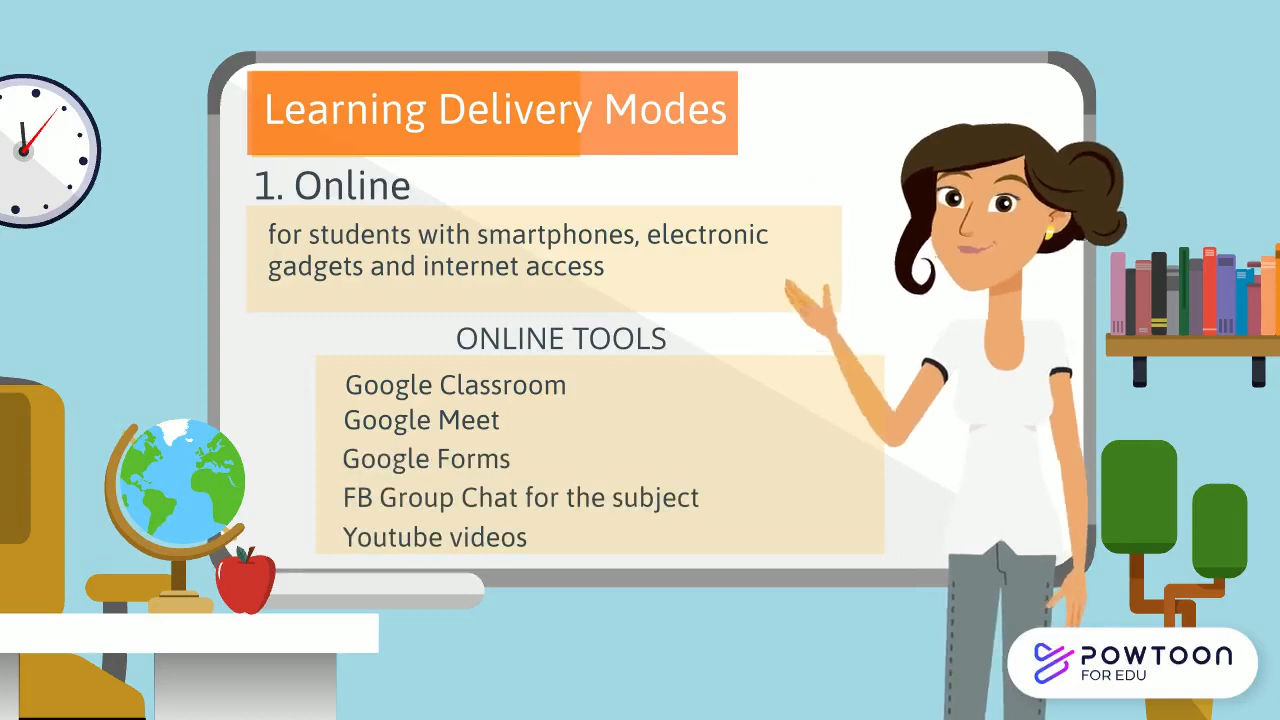 Learning Delivery Modes
1. Online
for students with smartphones, electronic
gadgets and internet access
ONLINE TOOLS
Google Classroom
Google Meet
Google Forms
FB Group Chat for the subject
Youtube videos
POWTOON
FOR EDU